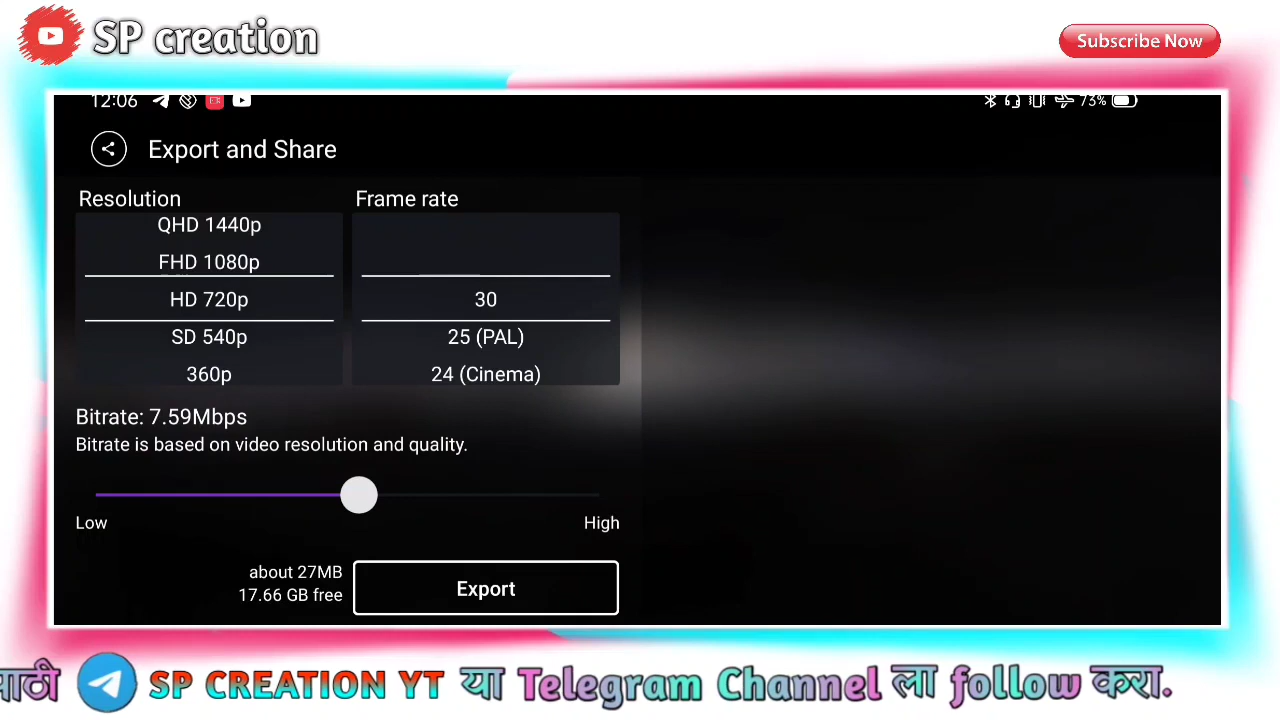 SP creation
Subscribe Now
12:06
73%
Export and Share
Resolution
Frame rate
QHD 1440p
FHD 1080p
HD 720p
30
SD 540p
25 (PAL)
360p
24 (Cinema)
Bitrate: 7.59Mbps
Bitrate is based on video resolution and quality.
Low
High
about 27MB
17.66 GB free
Export
SP CREATION YT या Telegram Channel ला follow करा.